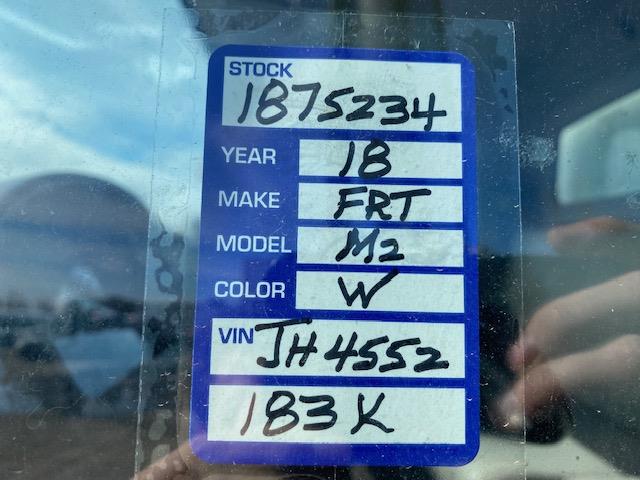 STOCK
1875234
YEAR 18
MAKE FRT
MODEL M2
COLOR W
VIN JH4552
183K